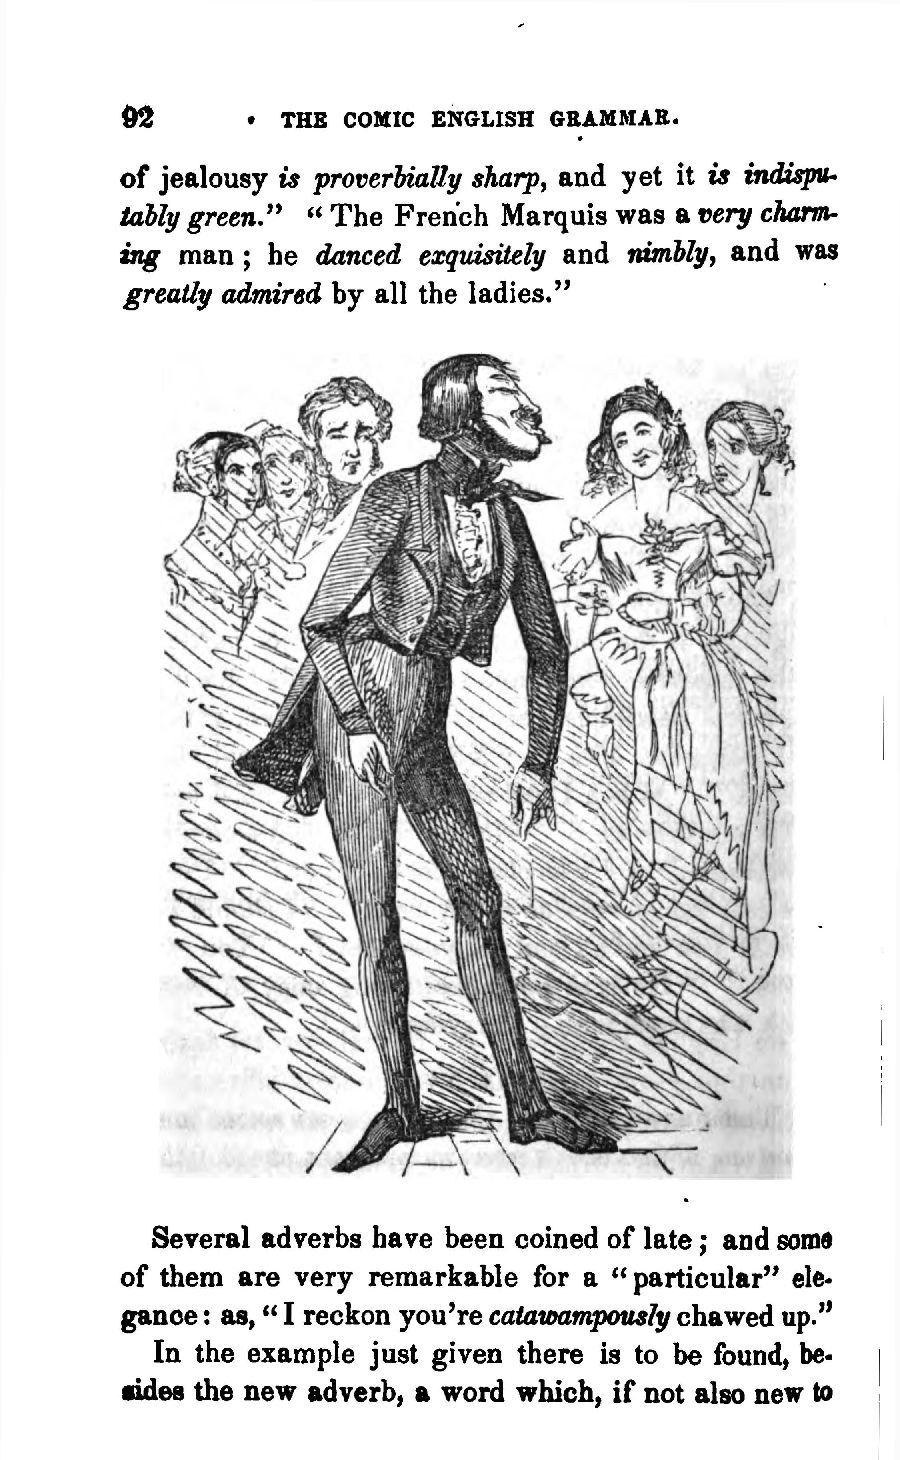 92 THE COMIC ENGLISH GRAMMAR.
of jealousy is proverbially sharp, and yet it is indispu-
tably green.” “ The French Marquis was a very charm-
ing man ; he danced exquisitely and nimbly, and was
greatly admired by all the ladies.”
Several adverbs have been coined of late ; and some
of them are very remarkable for a “ particular” ele-
gance : as, “ I reckon you’re catawampously chawed up.”
In the example just given there is to be found, be-
sides the new adverb, a word which, if not also new to